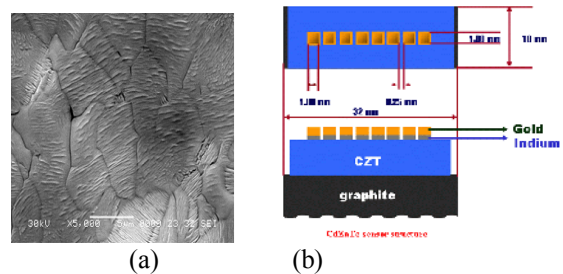 30kV X5,000 5μm 0000 23 32 SEI
1.00 mm
10 mm
1.00 mm
0.25 mm
32 mm
Gold
Indium
CZT
graphite
CdZnTe sensor structure
(a) (b)